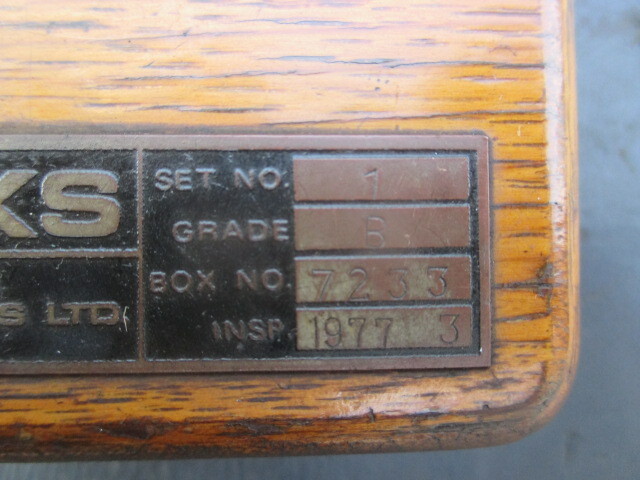 KS
SET NO. 1
GRADE B
BOX NO. 7233
S LTD
INSP. 1977 3